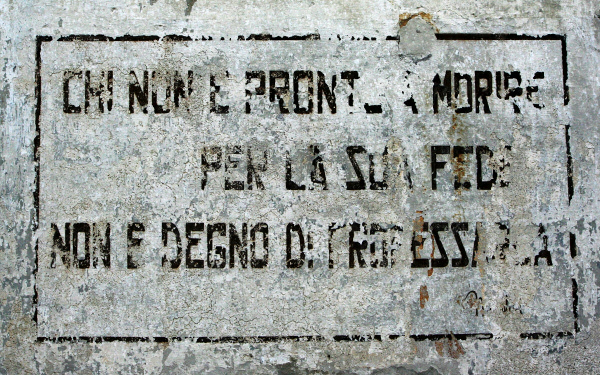 CHI NON E PRONTO A MORIRE
PER LA SUA FEDE
NON E DEGNO DI PROFESSARLA